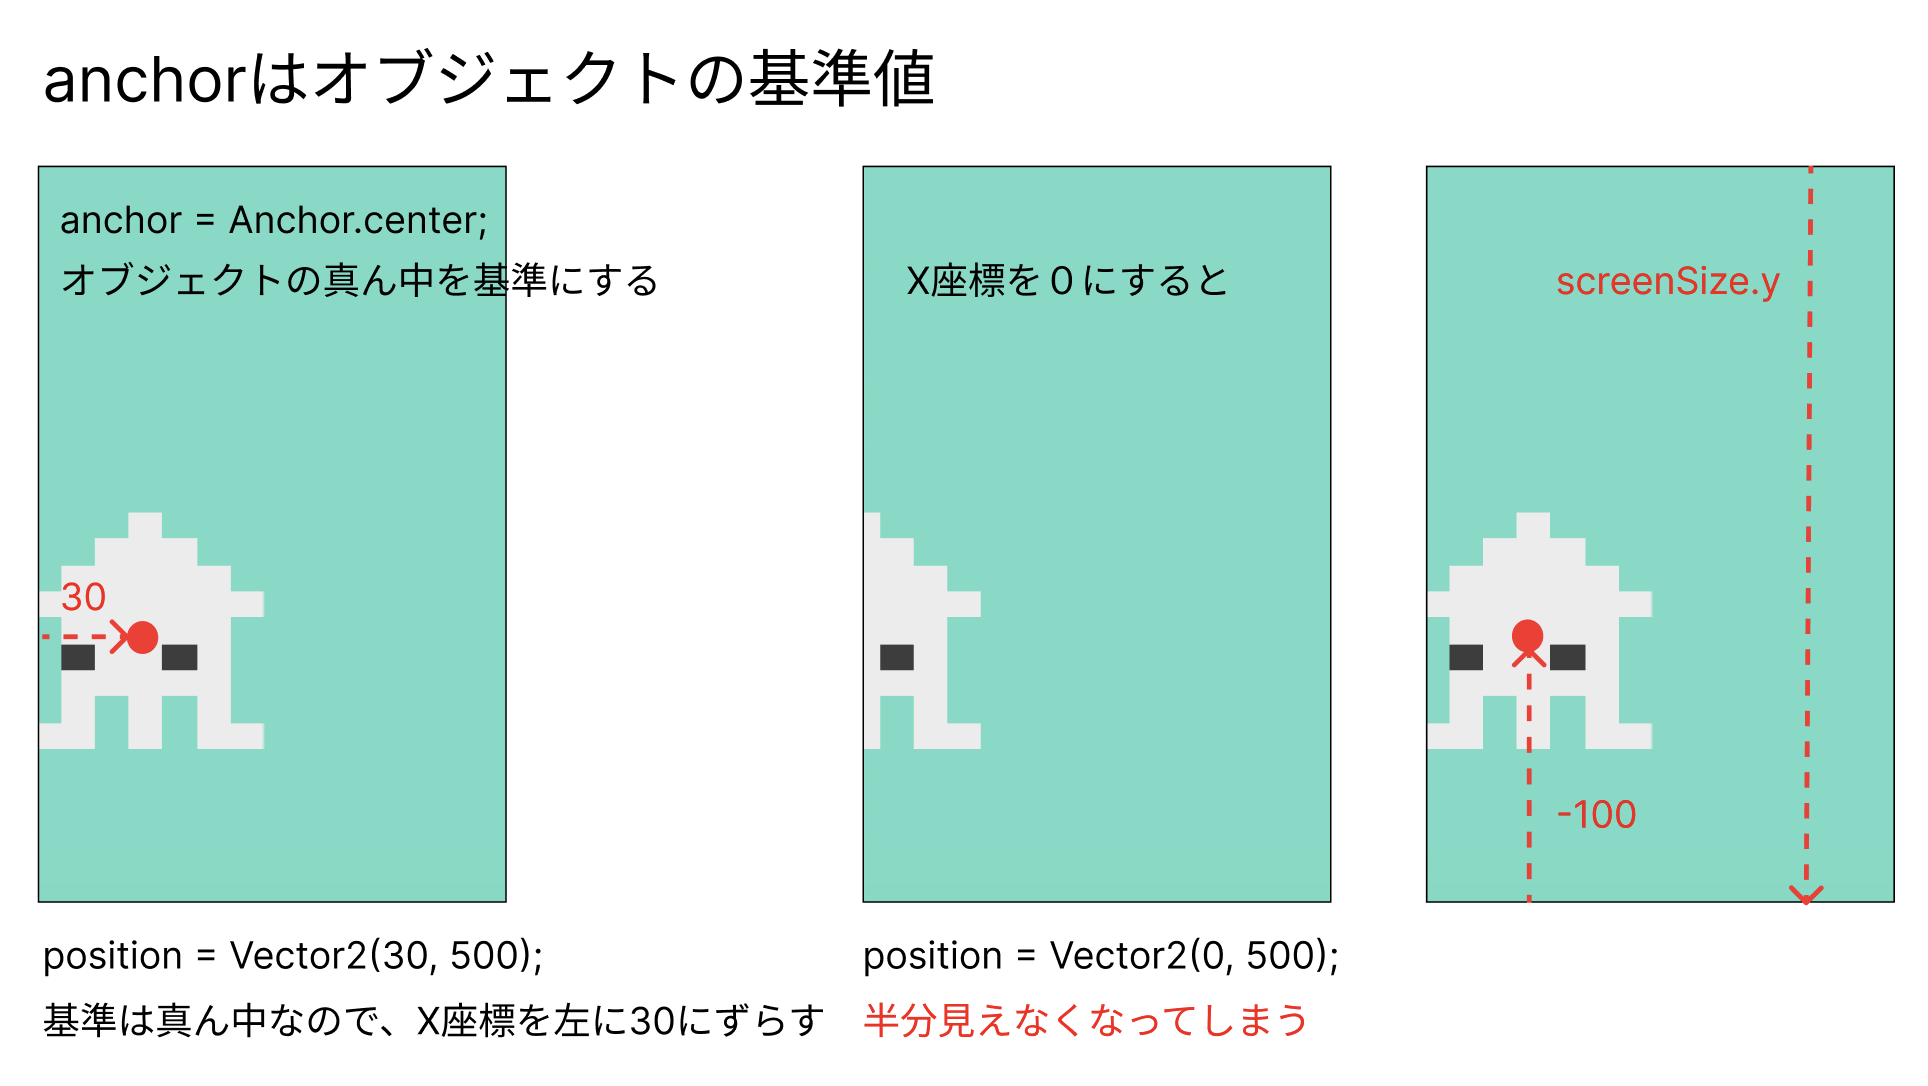 anchorはオブジェクトの基準値
anchor = Anchor.center;
オブジェクトの真ん中を基準にする
30
position = Vector2(30, 500);
基準は真ん中なので、X座標を左に30にずらす
X座標を０にすると
position = Vector2(0, 500);
半分見えなくなってしまう
screenSize.y
-100